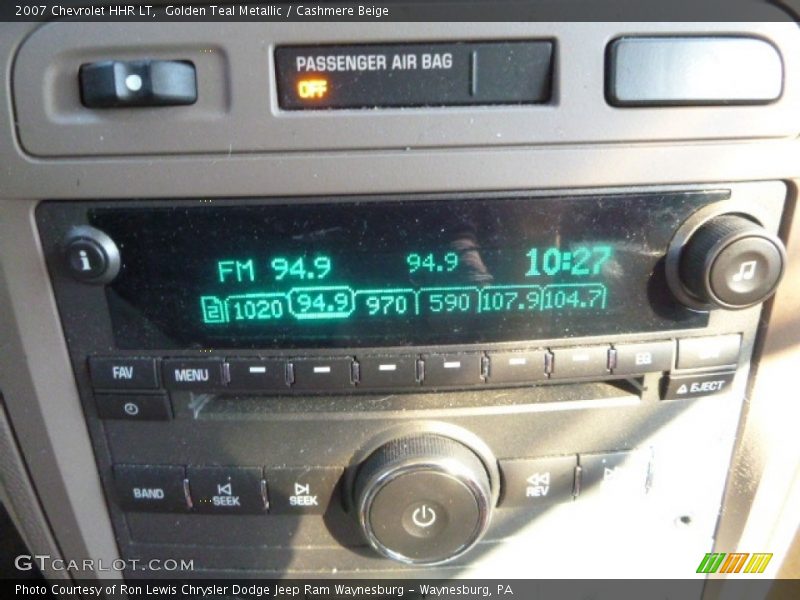 2007 Chevrolet HHR LT,  Golden Teal Metallic / Cashmere Beige
PASSENGER AIR BAG
OFF
i
FM 94.9 94.9 10:27
2 1020 94.9 970 590 107.9 104.7
FAV MENU EQ
EJECT
BAND SEEK SEEK REV
GTCARLOT.COM
Photo Courtesy of Ron Lewis Chrysler Dodge Jeep Ram Waynesburg - Waynesburg, PA